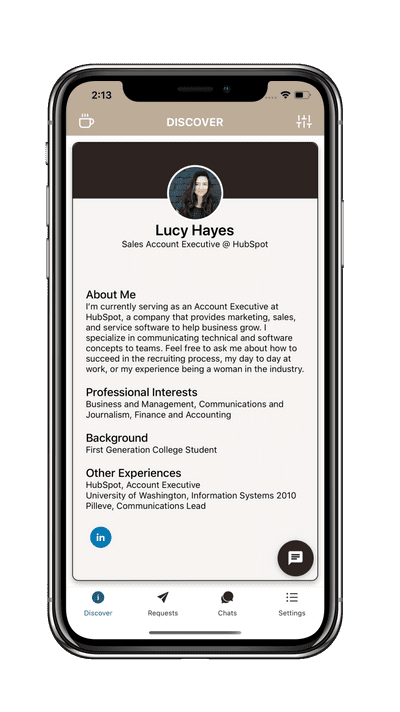 2:13
DISCOVER
Lucy Hayes
Sales Account Executive @ HubSpot
About Me
I'm currently serving as an Account Executive at
HubSpot, a company that provides marketing, sales,
and service software to help business grow. I
specialize in communicating technical and software
concepts to teams. Feel free to ask me about how to
succeed in the recruiting process, my day to day at
work, or my experience being a woman in the industry.
Professional Interests
Business and Management, Communications and
Journalism, Finance and Accounting
Background
First Generation College Student
Other Experiences
HubSpot, Account Executive
University of Washington, Information Systems 2010
Pilleve, Communications Lead
in
Discover Requests Chats Settings